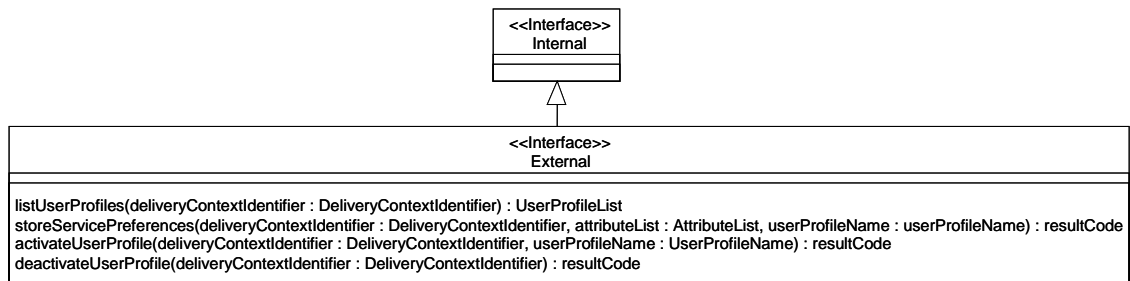 <<Interface>>
Internal
<<Interface>>
External
listUserProfiles(deliveryContextIdentifier : DeliveryContextIdentifier) : UserProfileList
storeServicePreferences(deliveryContextIdentifier : DeliveryContextIdentifier, attributeList : AttributeList, userProfileName : userProfileName) : resultCode
activateUserProfile(deliveryContextIdentifier : DeliveryContextIdentifier, userProfileName : UserProfileName) : resultCode
deactivateUserProfile(deliveryContextIdentifier : DeliveryContextIdentifier) : resultCode